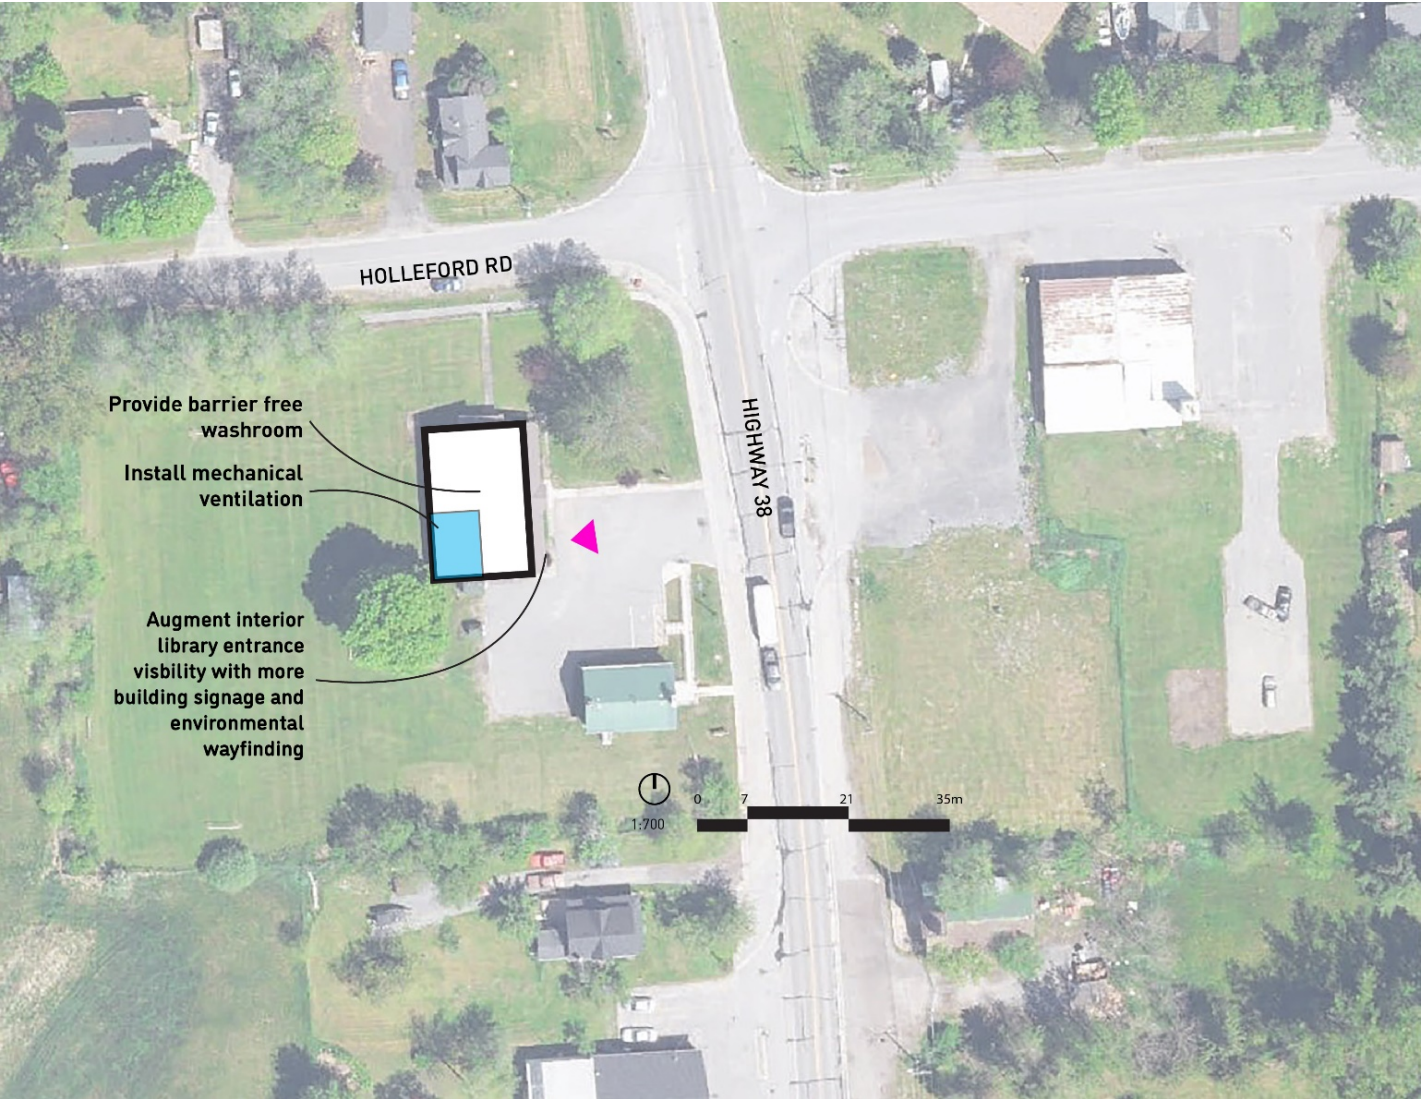 HOLLEFORD RD
Provide barrier free
washroom
HIGHWAY 38
Install mechanical
ventilation
Augment interior
library entrance
visbility with more
building signage and
environmental
wayfinding
0 7 21 35m
1:700